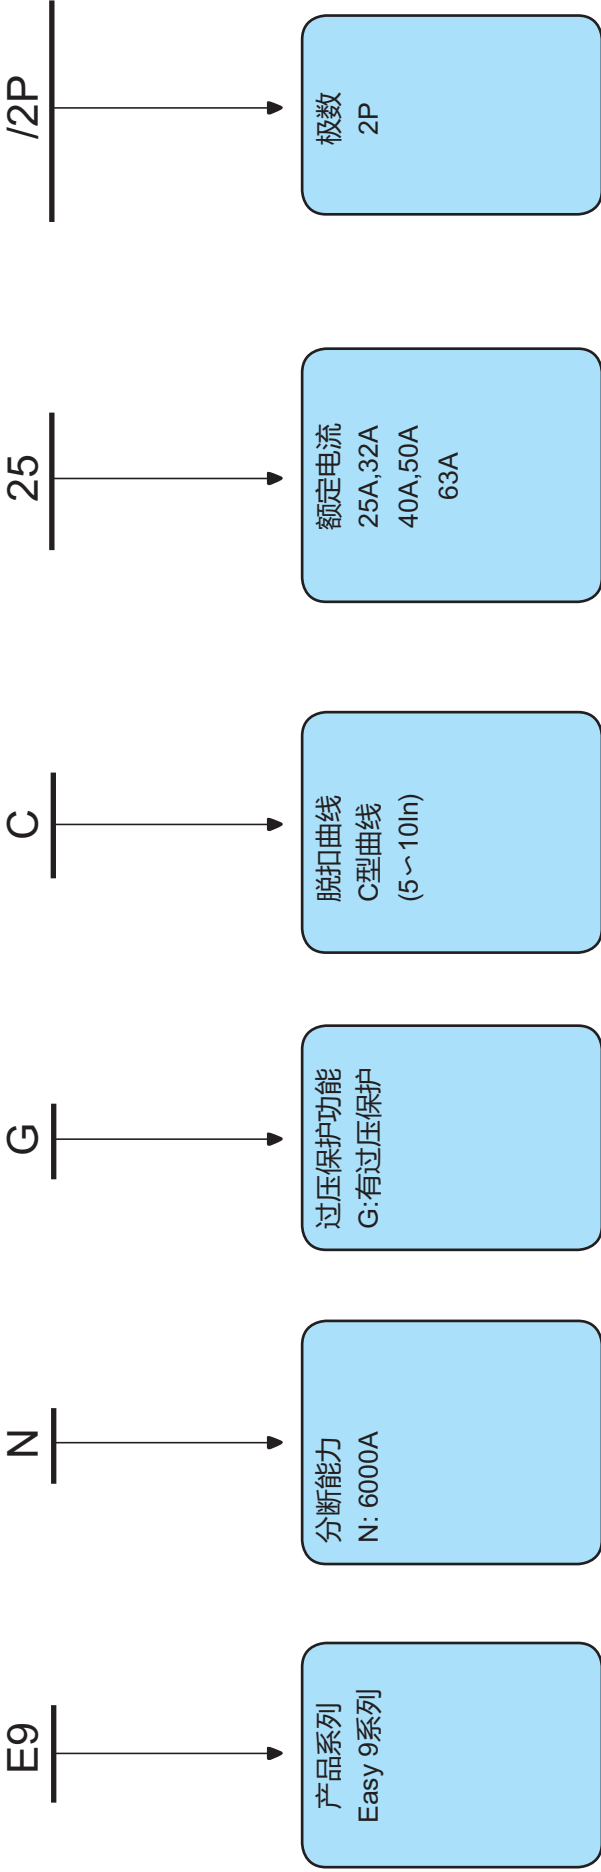 E9
N
G
C
25
/2P
产品系列
Easy 9系列
分断能力
N: 6000A
过压保护功能
G:有过压保护
脱扣曲线
C型曲线
(5~10In)
额定电流
25A,32A
40A,50A
63A
极数
2P